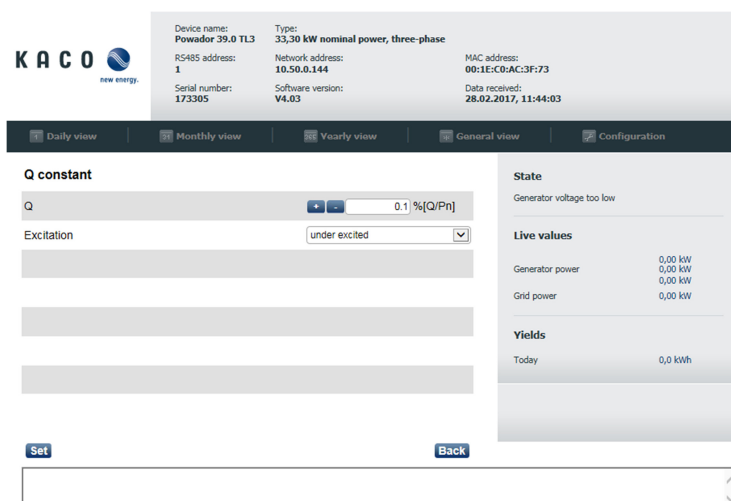 KACO
new energy.
Device name:
Powador 39.0 TL3
Type:
33,30 kW nominal power, three-phase
RS485 address:
1
Network address:
10.50.0.144
MAC address:
00:1E:C0:AC:3F:73
Serial number:
173305
Software version:
V4.03
Data received:
28.02.2017, 11:44:03
Daily view
Monthly view
Yearly view
General view
Configuration
Q constant
Q + - 0.1 %[Q/Pn]
Excitation under excited
Set
Back
State
Generator voltage too low
Live values
0,00 kW
Generator power 0,00 kW
0,00 kW
Grid power 0,00 kW
Yields
Today 0,0 kWh